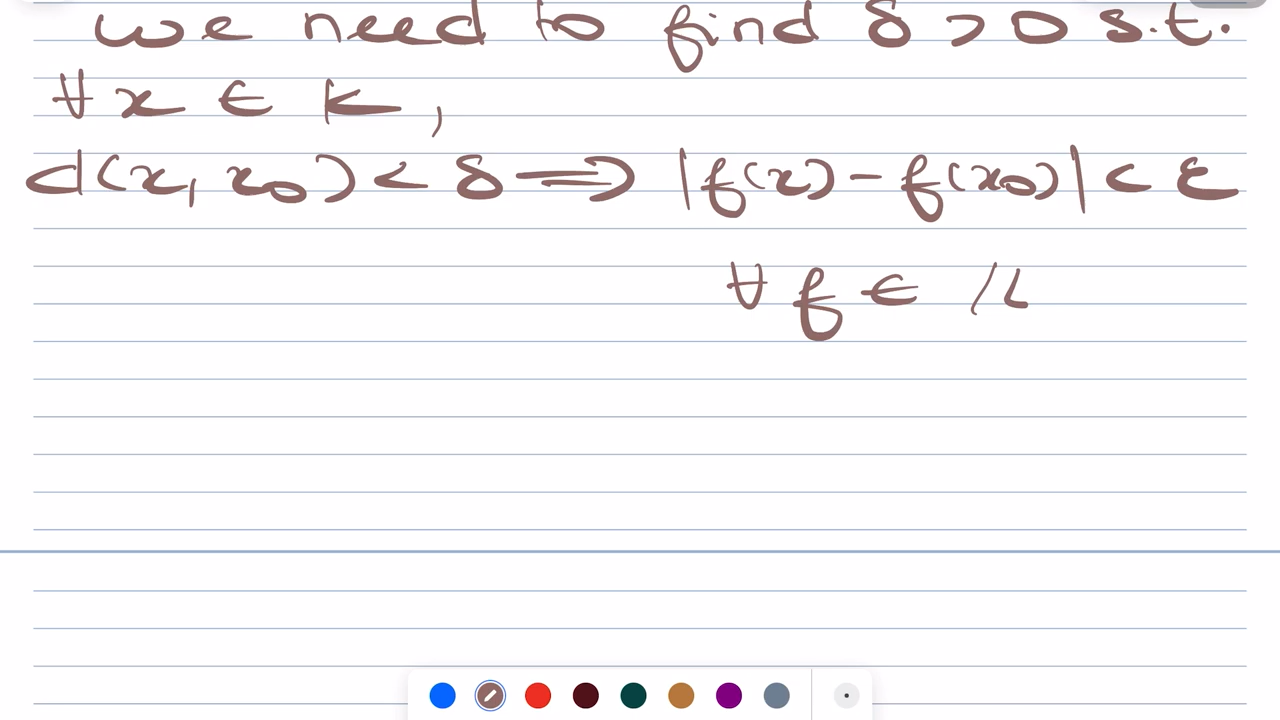 we need to find δ > 0 s.t.
∀ x ∈ K,
d(x, x₀) < δ ⟹ |f(x) - f(x₀)| < ε
∀ f ∈